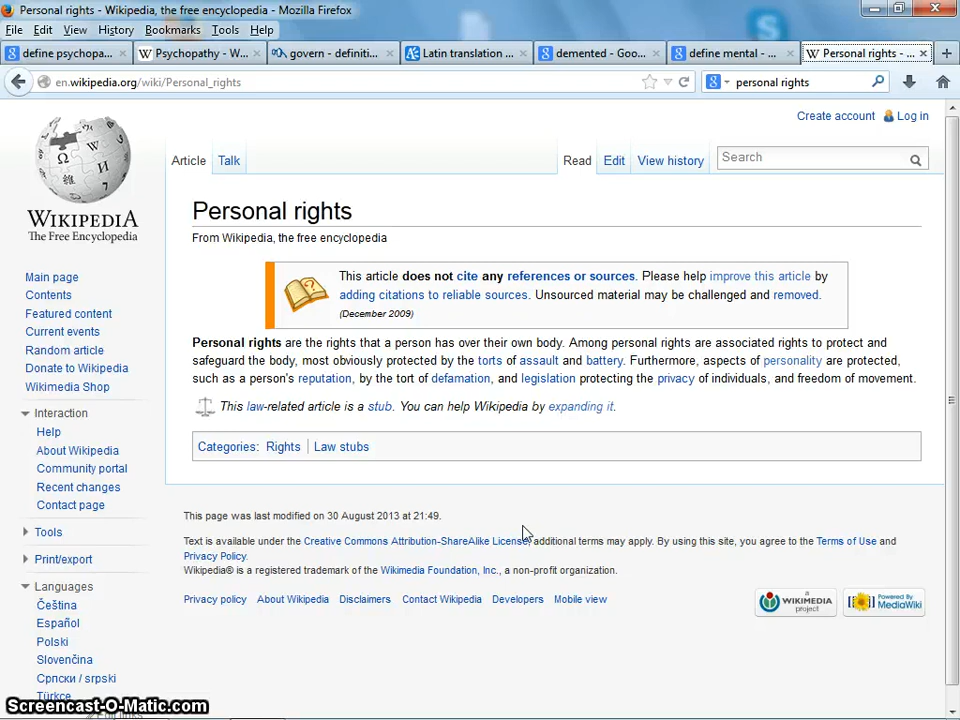 Personal rights - Wikipedia, the free encyclopedia - Mozilla Firefox
File Edit View History Bookmarks Tools Help
define psychopa... Psychopathy - W... govern - definiti... Latin translation ... demented - Goo... define mental - ... Personal rights - ...
en.wikipedia.org/wiki/Personal_rights personal rights
Create account Log in
Article Talk Read Edit View history Search
WIKIPEDIA
The Free Encyclopedia
Main page
Contents
Featured content
Current events
Random article
Donate to Wikipedia
Wikimedia Shop
Interaction
Help
About Wikipedia
Community portal
Recent changes
Contact page
Tools
Print/export
Languages
Čeština
Español
Polski
Slovenčina
Српски / srpski
Türkçe
Personal rights
From Wikipedia, the free encyclopedia
This article does not cite any references or sources. Please help improve this article by
adding citations to reliable sources. Unsourced material may be challenged and removed.
(December 2009)
Personal rights are the rights that a person has over their own body. Among personal rights are associated rights to protect and
safeguard the body, most obviously protected by the torts of assault and battery. Furthermore, aspects of personality are protected,
such as a person's reputation, by the tort of defamation, and legislation protecting the privacy of individuals, and freedom of movement.
This law-related article is a stub. You can help Wikipedia by expanding it.
Categories: Rights | Law stubs
This page was last modified on 30 August 2013 at 21:49.
Text is available under the Creative Commons Attribution-ShareAlike License; additional terms may apply. By using this site, you agree to the Terms of Use and
Privacy Policy.
Wikipedia® is a registered trademark of the Wikimedia Foundation, Inc., a non-profit organization.
Privacy policy About Wikipedia Disclaimers Contact Wikipedia Developers Mobile view
A WIKIMEDIA project
Powered By MediaWiki
Screencast-O-Matic.com